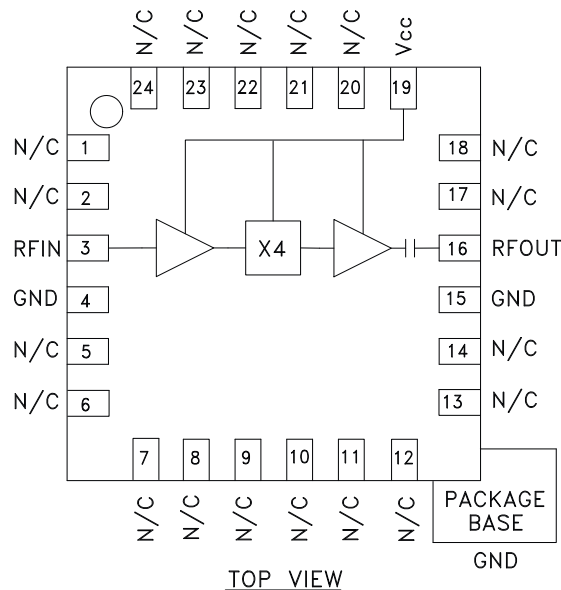 N/C N/C N/C N/C N/C Vcc
24 23 22 21 20 19
N/C 1 18 N/C
N/C 2 17 N/C
RFIN 3 X4 16 RFOUT
GND 4 15 GND
N/C 5 14 N/C
N/C 6 13 N/C
7 8 9 10 11 12
N/C N/C N/C N/C N/C N/C
PACKAGE
BASE
GND
TOP VIEW